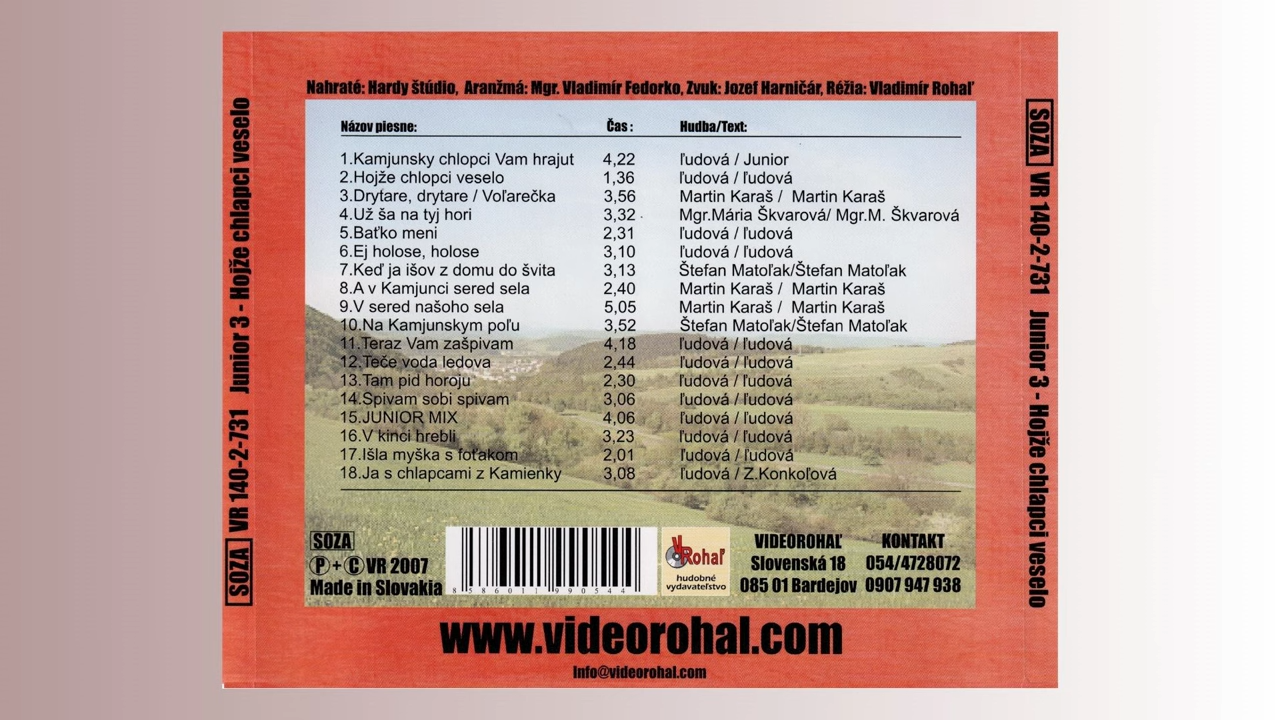 Nahraté: Hardy štúdio, Aranžmá: Mgr. Vladimír Fedorko, Zvuk: Jozef Harničár, Réžia: Vladimír Rohaľ
Názov piesne: Čas : Hudba/Text:
1.Kamjunsky chlopci Vam hrajut 4,22 ľudová / Junior
2.Hojže chlopci veselo 1,36 ľudová / ľudová
3.Drytare, drytare / Voľarečka 3,56 Martin Karaš / Martin Karaš
4.Už ša na tyj hori 3,32 Mgr.Mária Škvarová/ Mgr.M. Škvarová
5.Baťko meni 2,31 ľudová / ľudová
6.Ej holose, holose 3,10 ľudová / ľudová
7.Keď ja išov z domu do švita 3,13 Štefan Matoľak/Štefan Matoľak
8.A v Kamjunci sered sela 2,40 Martin Karaš / Martin Karaš
9.V sered našoho sela 5,05 Martin Karaš / Martin Karaš
10.Na Kamjunskym poľu 3,52 Štefan Matoľak/Štefan Matoľak
11.Teraz Vam zašpivam 4,18 ľudová / ľudová
12.Teče voda ledova 2,44 ľudová / ľudová
13.Tam pid horoju 2,30 ľudová / ľudová
14.Spivam sobi spivam 3,06 ľudová / ľudová
15.JUNIOR MIX 4,06 ľudová / ľudová
16.V kinci hrebli 3,23 ľudová / ľudová
17.Išla myška s foťakom 2,01 ľudová / ľudová
18.Ja s chlapcami z Kamienky 3,08 ľudová / Z.Konkoľová
SOZA
P + C VR 2007
Made in Slovakia
8 586011 990544
VRohaľ
hudobné
vydavateľstvo
VIDEOROHAĽ
Slovenská 18
085 01 Bardejov
KONTAKT
054/4728072
0907 947 938
www.videorohal.com
Info@videorohal.com
SOZA VR 140-2-731 Junior 3 - Hojže chlapci veselo
SOZA VR 140-2-731 Junior 3 - Hojže chlapci veselo